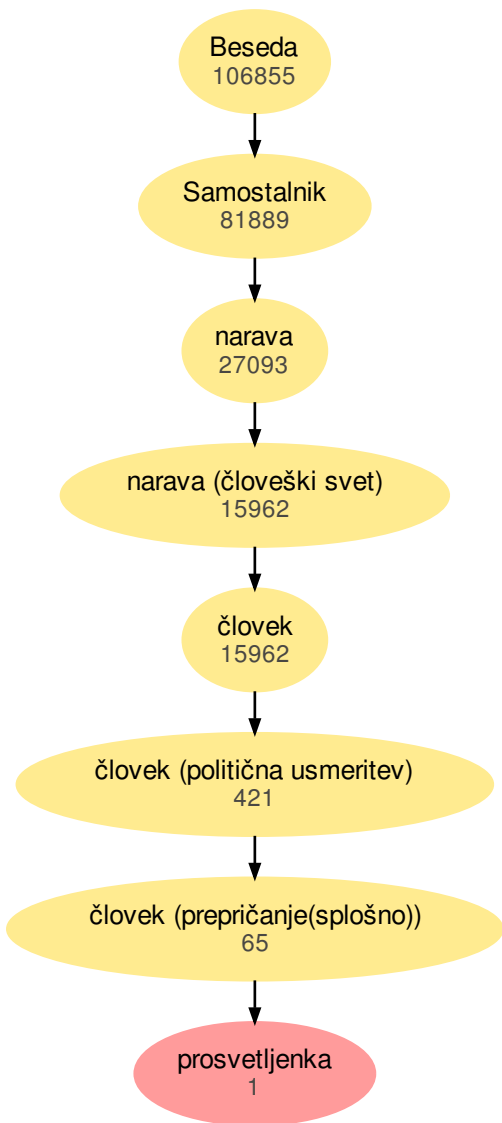 Beseda
106855
Samostalnik
81889
narava
27093
narava (človeški svet)
15962
človek
15962
človek (politična usmeritev)
421
človek (prepričanje(splošno))
65
prosvetljenka
1